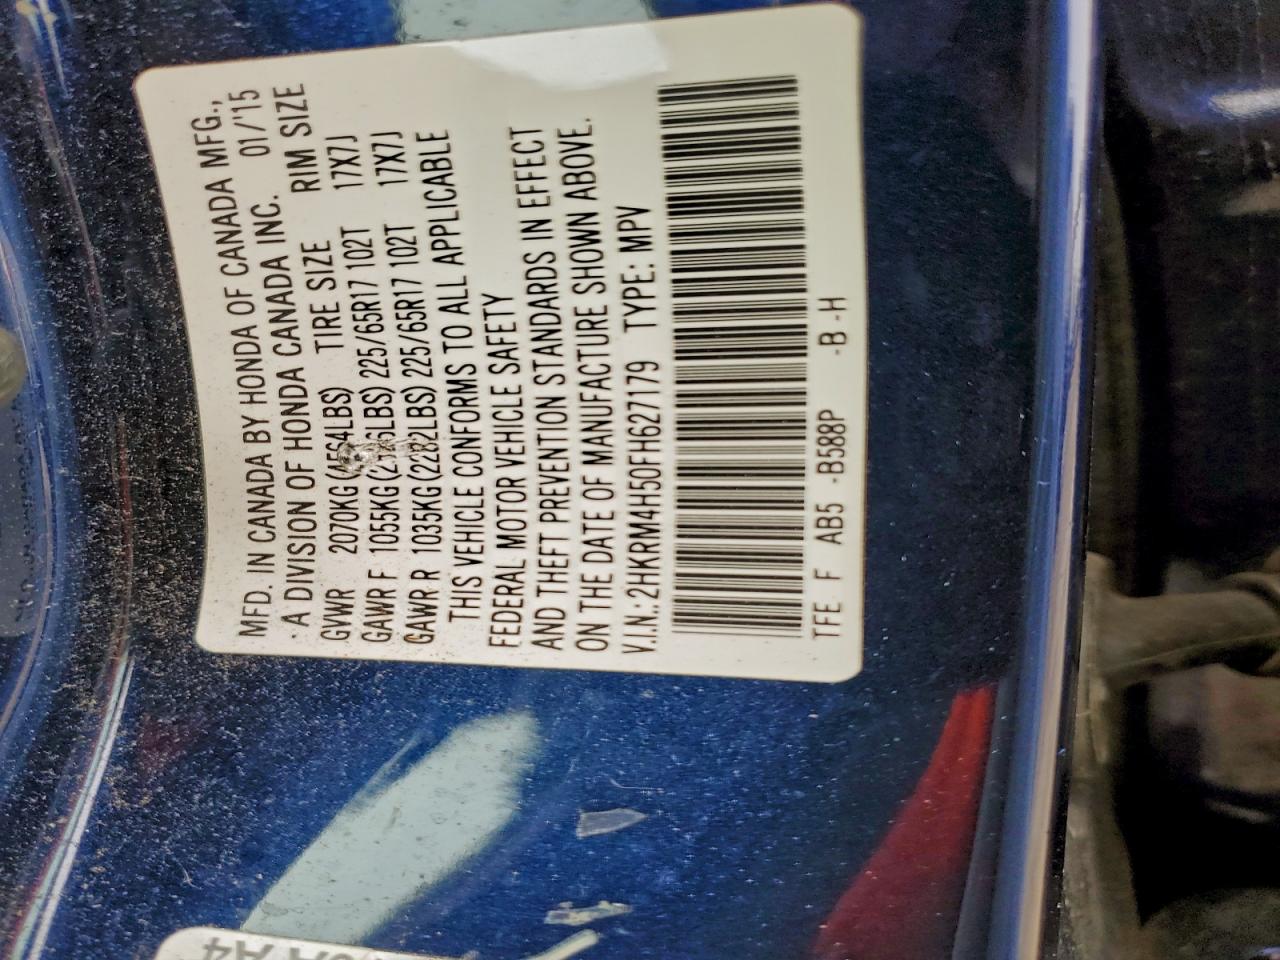 MFD. IN CANADA BY HONDA OF CANADA MFG.,
A DIVISION OF HONDA CANADA INC. 01/'15
GVWR 2070KG(4564LBS) TIRE SIZE RIM SIZE
GAWR F 1055KG 225/65R17 102T 17X7J
GAWR R 1035KG(2282LBS) 225/65R17 102T 17X7J
THIS VEHICLE CONFORMS TO ALL APPLICABLE
FEDERAL MOTOR VEHICLE SAFETY
AND THEFT PREVENTION STANDARDS IN EFFECT
ON THE DATE OF MANUFACTURE SHOWN ABOVE.
V.I.N.:2HKRM4H50FH627179 TYPE: MPV
TFE F AB5 -B588P -B -H
A4